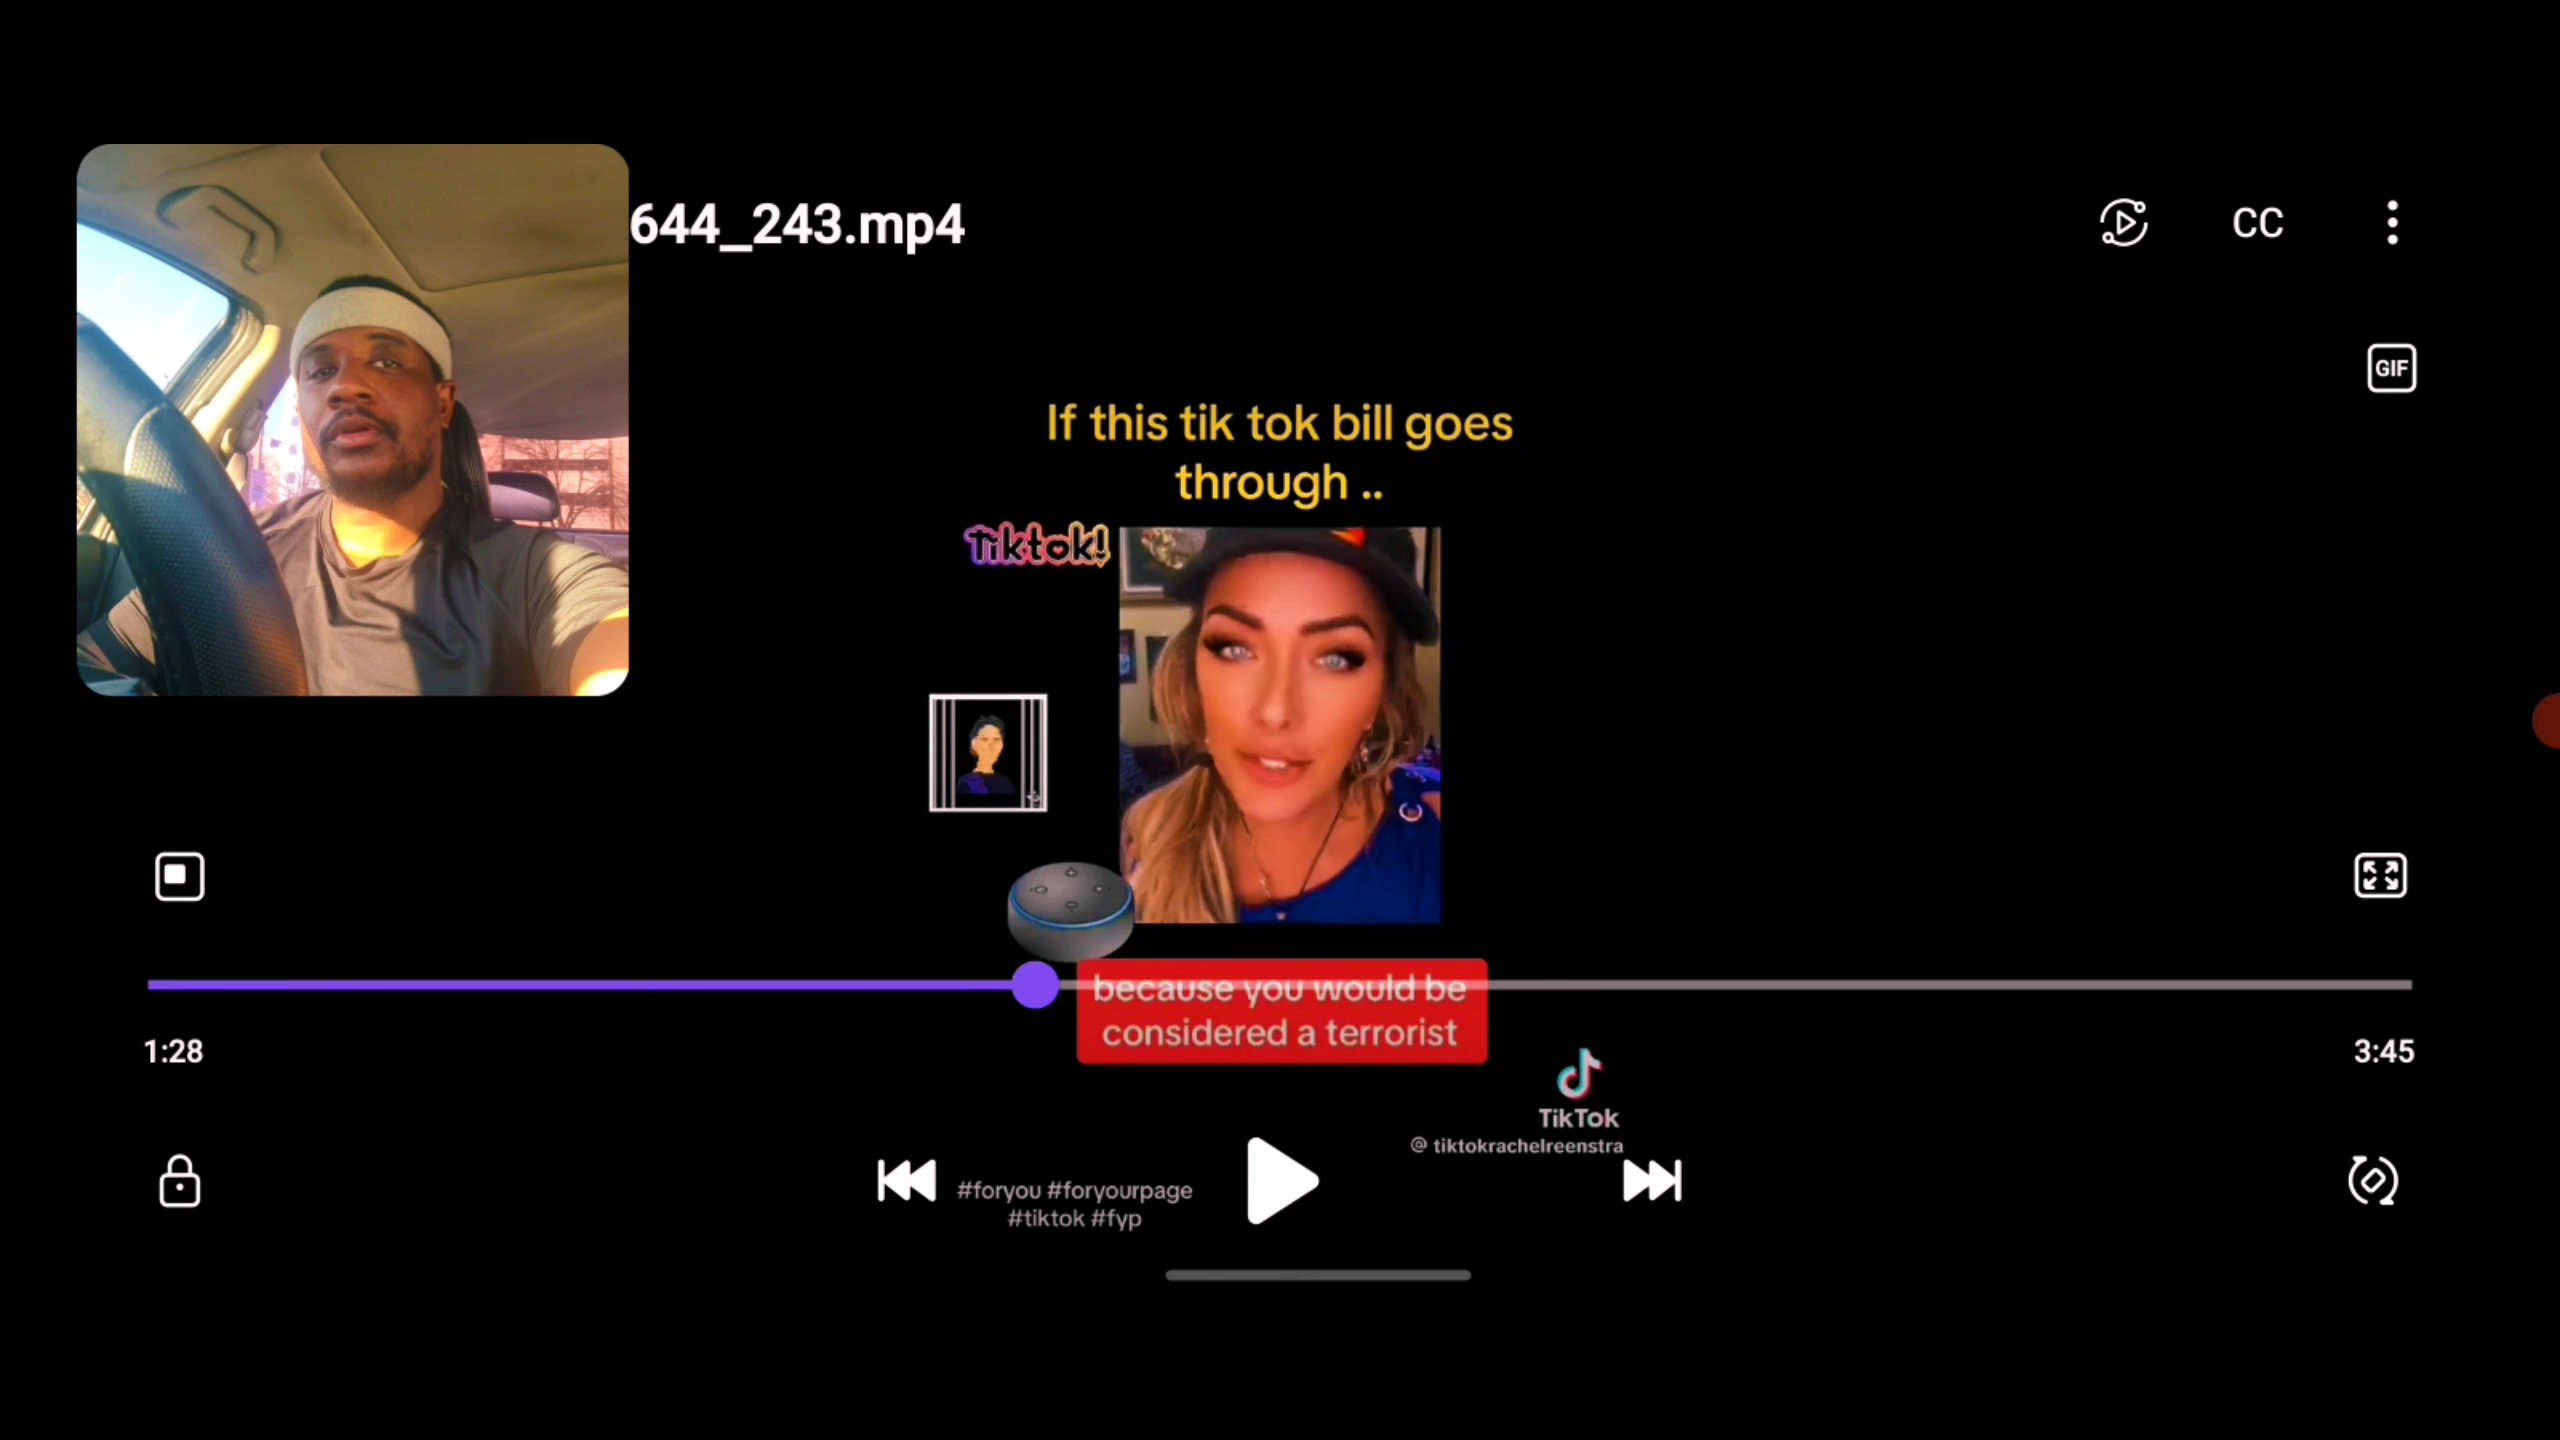 644_243.mp4
CC
GIF
If this tik tok bill goes
through ..
Tiktok!
because you would be
considered a terrorist
1:28
3:45
TikTok
@ tiktokrachelreenstra
#foryou #foryourpage
#tiktok #fyp